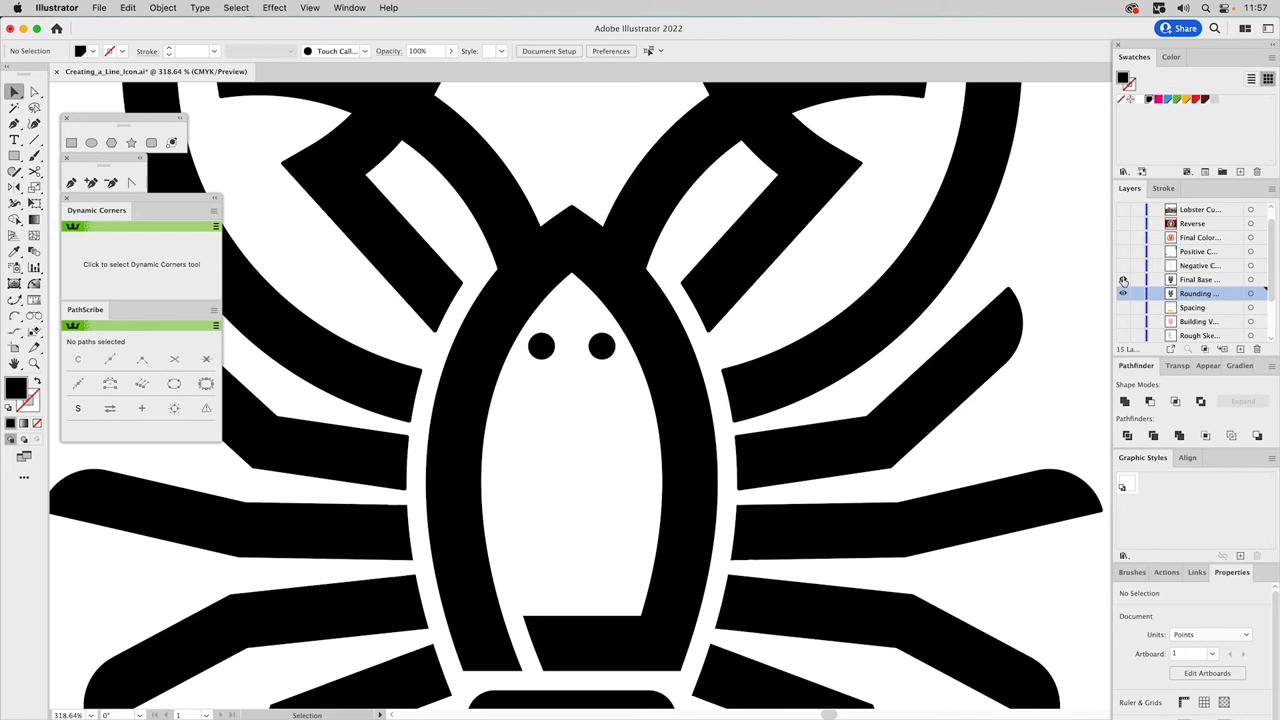 Illustrator File Edit Object Type Select Effect View Window Help 11:57
Adobe Illustrator 2022
Share
No Selection Stroke: Touch Call... Opacity: 100% Style: Document Setup Preferences
Creating_a_Line_Icon.ai* @ 318.64 % (CMYK/Preview)
Swatches Color
Dynamic Corners
Click to select Dynamic Corners tool
PathScribe
No paths selected
Layers Stroke
Lobster Cu...
Reverse
Final Color...
Positive C...
Negative C...
Final Base ...
Rounding ...
Spacing
Building V...
Rough Ske...
15 La...
Pathfinder Transp Appear Gradien
Shape Modes:
Expand
Pathfinders:
Graphic Styles Align
Brushes Actions Links Properties
No Selection
Document
Units: Points
Artboard: 1
Edit Artboards
Ruler & Grids
318.64% 0° 1 Selection